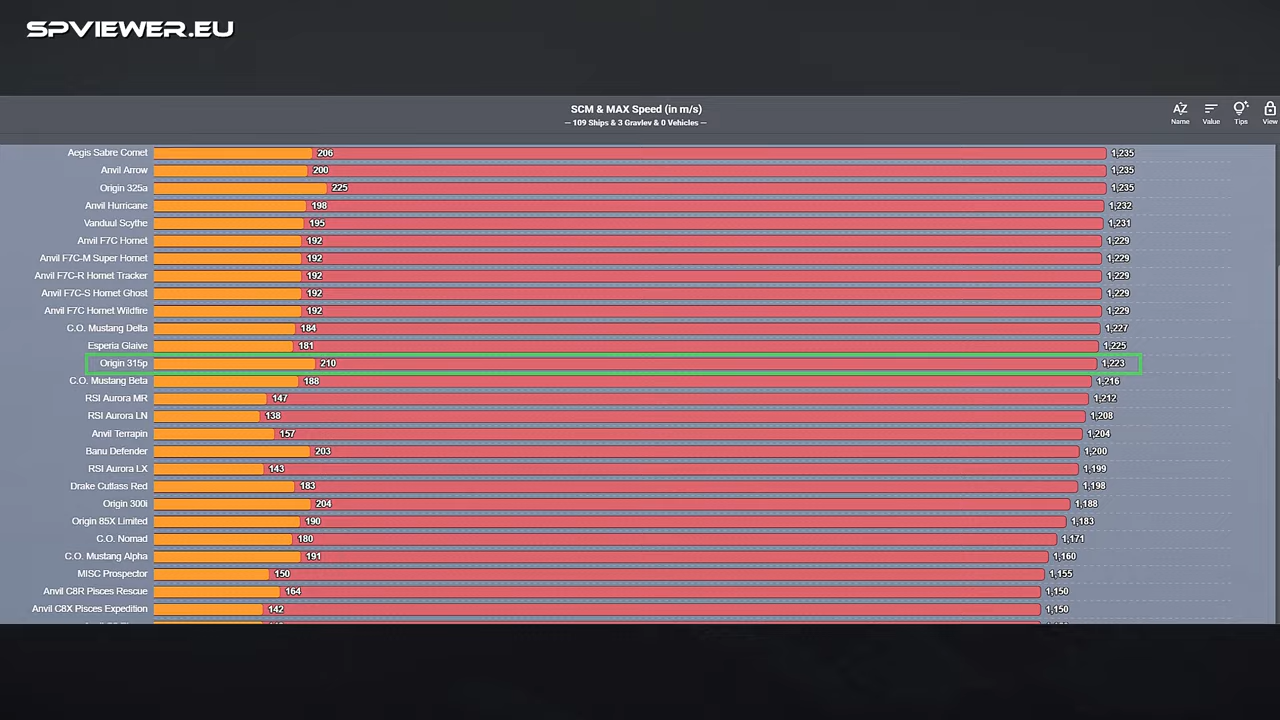 SPVIEWER.EU
SCM & MAX Speed (in m/s)
— 109 Ships & 3 Gravlev & 0 Vehicles —
AZ Name
Value
Tips
View
Aegis Sabre Comet 206 1,235
Anvil Arrow 200 1,235
Origin 325a 225 1,235
Anvil Hurricane 198 1,232
Vanduul Scythe 195 1,231
Anvil F7C Hornet 192 1,229
Anvil F7C-M Super Hornet 192 1,229
Anvil F7C-R Hornet Tracker 192 1,229
Anvil F7C-S Hornet Ghost 192 1,229
Anvil F7C Hornet Wildfire 192 1,229
C.O. Mustang Delta 184 1,227
Esperia Glaive 181 1,225
Origin 315p 210 1,223
C.O. Mustang Beta 188 1,216
RSI Aurora MR 147 1,212
RSI Aurora LN 138 1,208
Anvil Terrapin 157 1,204
Banu Defender 203 1,200
RSI Aurora LX 143 1,199
Drake Cutlass Red 183 1,198
Origin 300i 204 1,188
Origin 85X Limited 190 1,183
C.O. Nomad 180 1,171
C.O. Mustang Alpha 191 1,160
MISC Prospector 150 1,155
Anvil C8R Pisces Rescue 164 1,150
Anvil C8X Pisces Expedition 142 1,150